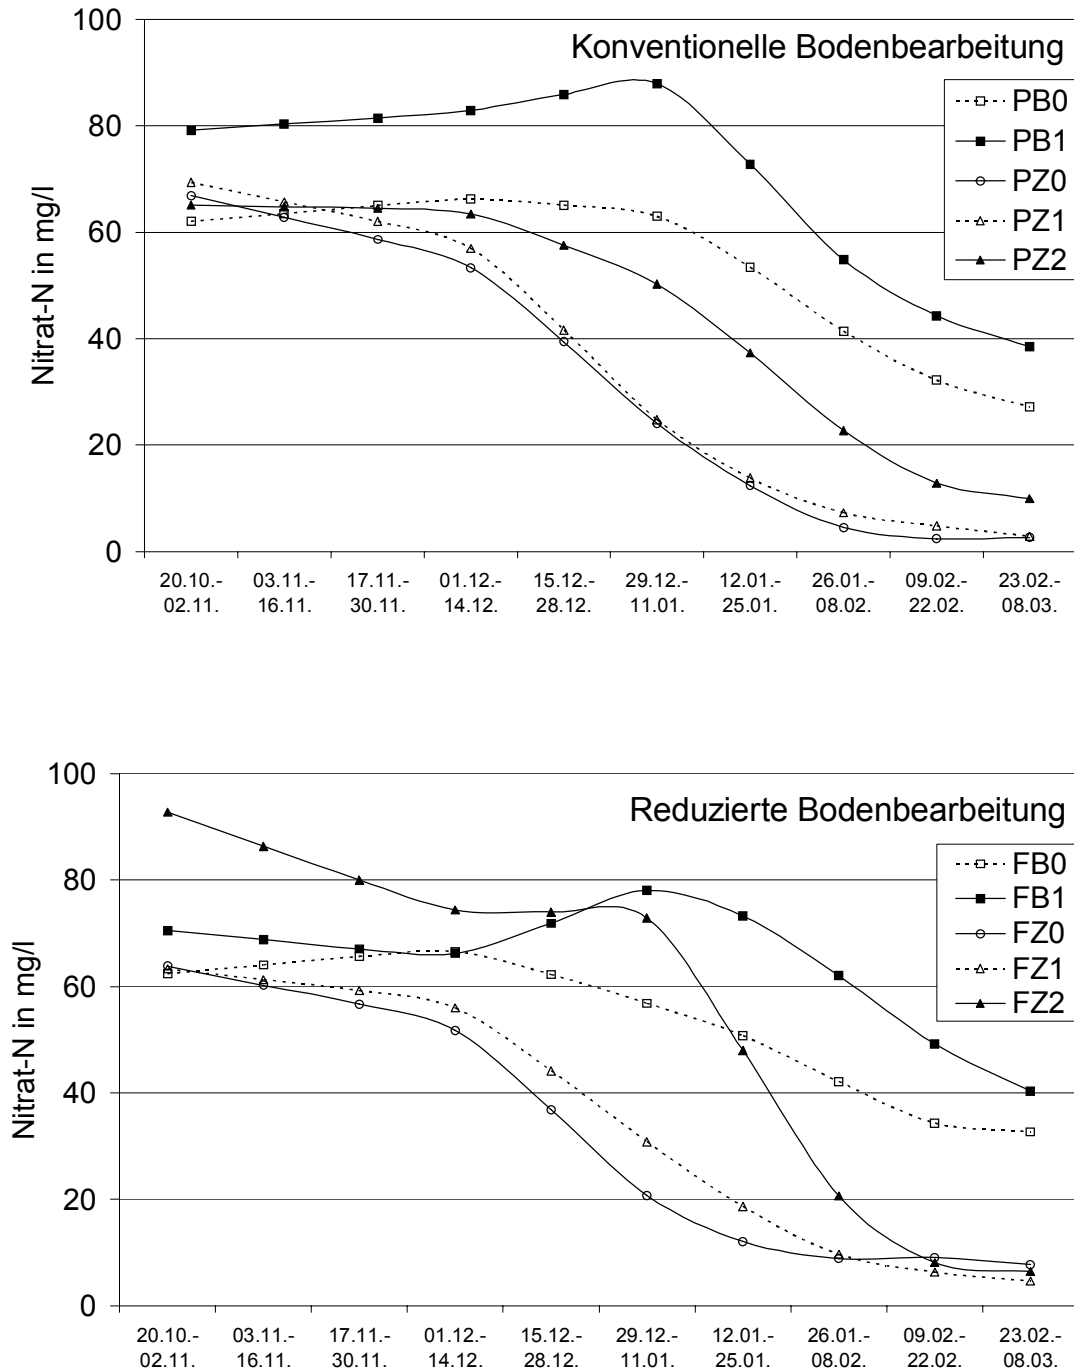 Konventionelle Bodenbearbeitung
Nitrat-N in mg/l
100
80
60
40
20
0
PB0
PB1
PZ0
PZ1
PZ2
20.10.- 03.11.- 17.11.- 01.12.- 15.12.- 29.12.- 12.01.- 26.01.- 09.02.- 23.02.-
02.11. 16.11. 30.11. 14.12. 28.12. 11.01. 25.01. 08.02. 22.02. 08.03.
Reduzierte Bodenbearbeitung
Nitrat-N in mg/l
100
80
60
40
20
0
FB0
FB1
FZ0
FZ1
FZ2
20.10.- 03.11.- 17.11.- 01.12.- 15.12.- 29.12.- 12.01.- 26.01.- 09.02.- 23.02.-
02.11. 16.11. 30.11. 14.12. 28.12. 11.01. 25.01. 08.02. 22.02. 08.03.